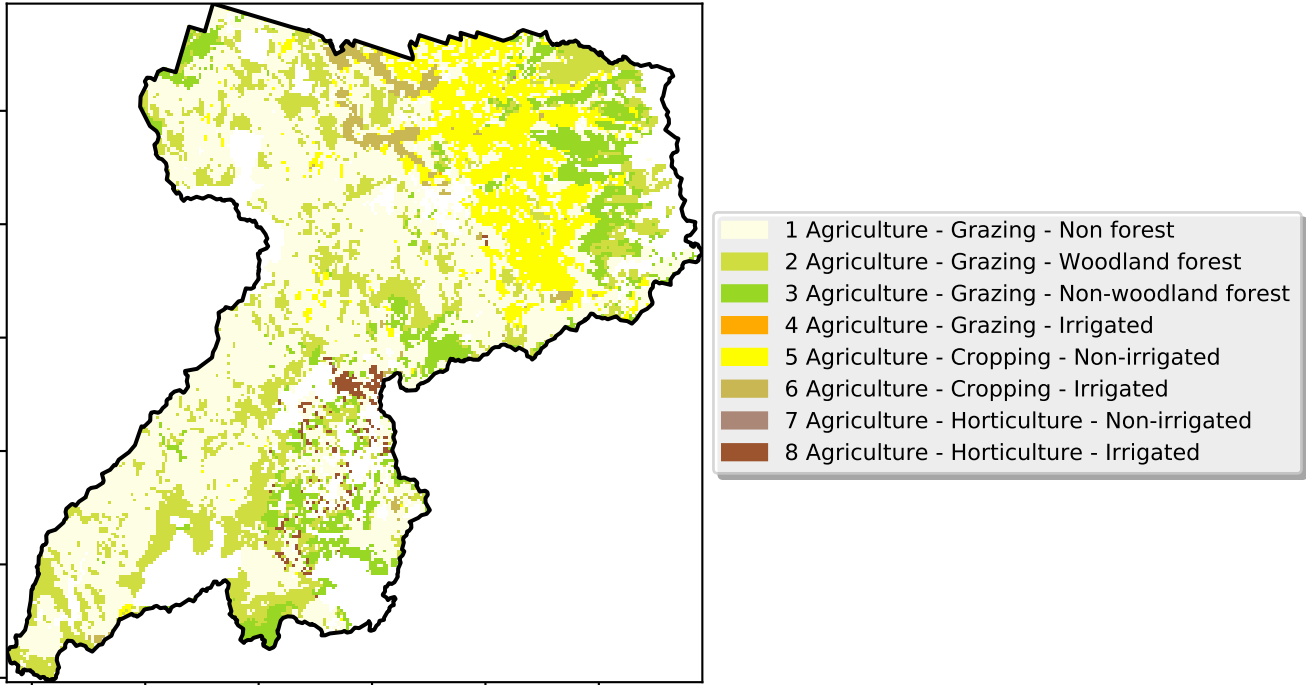 1 Agriculture - Grazing - Non forest
2 Agriculture - Grazing - Woodland forest
3 Agriculture - Grazing - Non-woodland forest
4 Agriculture - Grazing - Irrigated
5 Agriculture - Cropping - Non-irrigated
6 Agriculture - Cropping - Irrigated
7 Agriculture - Horticulture - Non-irrigated
8 Agriculture - Horticulture - Irrigated